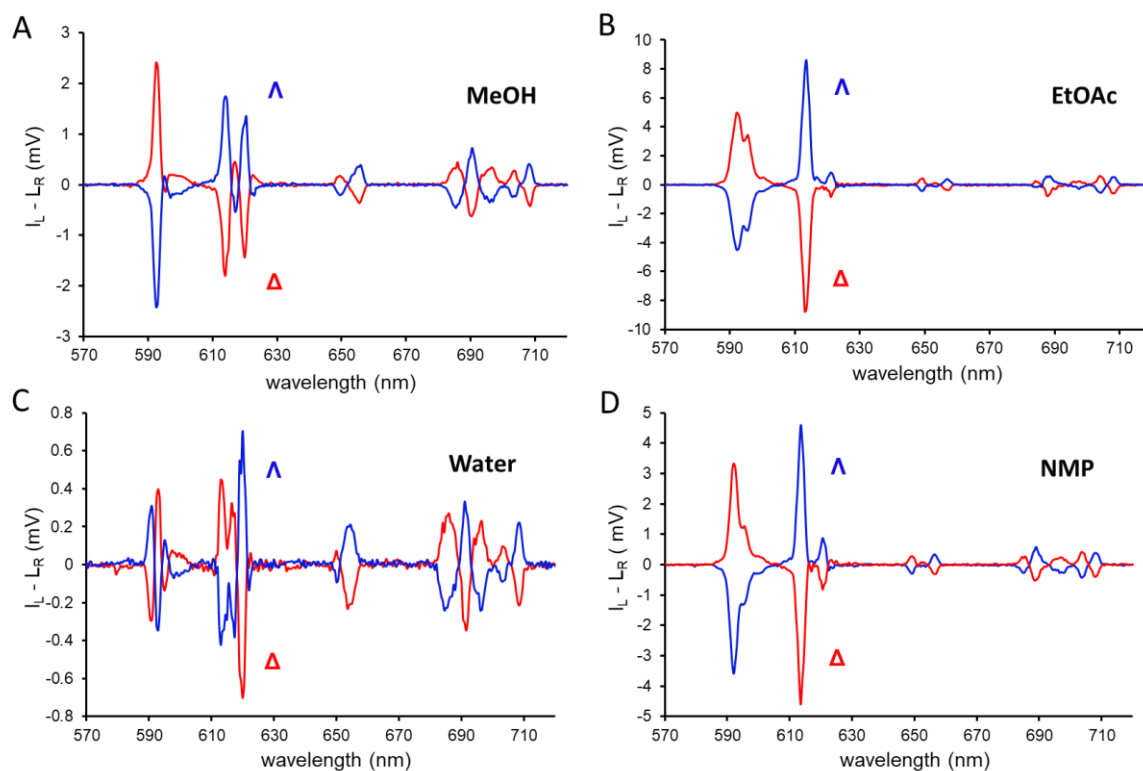 A
B
MeOH
EtOAc
Λ
Λ
Δ
Δ
I_L - L_R (mV)
3
2
1
0
-1
-2
-3
570 590 610 630 650 670 690 710
wavelength (nm)
I_L - L_R (mV)
10
8
6
4
2
0
-2
-4
-6
-8
-10
570 590 610 630 650 670 690 710
wavelength (nm)
C
D
Water
NMP
Λ
Λ
Δ
Δ
I_L - L_R (mV)
0.8
0.6
0.4
0.2
0
-0.2
-0.4
-0.6
-0.8
570 590 610 630 650 670 690 710
wavelength (nm)
I_L - L_R ( mV)
5
4
3
2
1
0
-1
-2
-3
-4
-5
570 590 610 630 650 670 690 710
wavelength (nm)